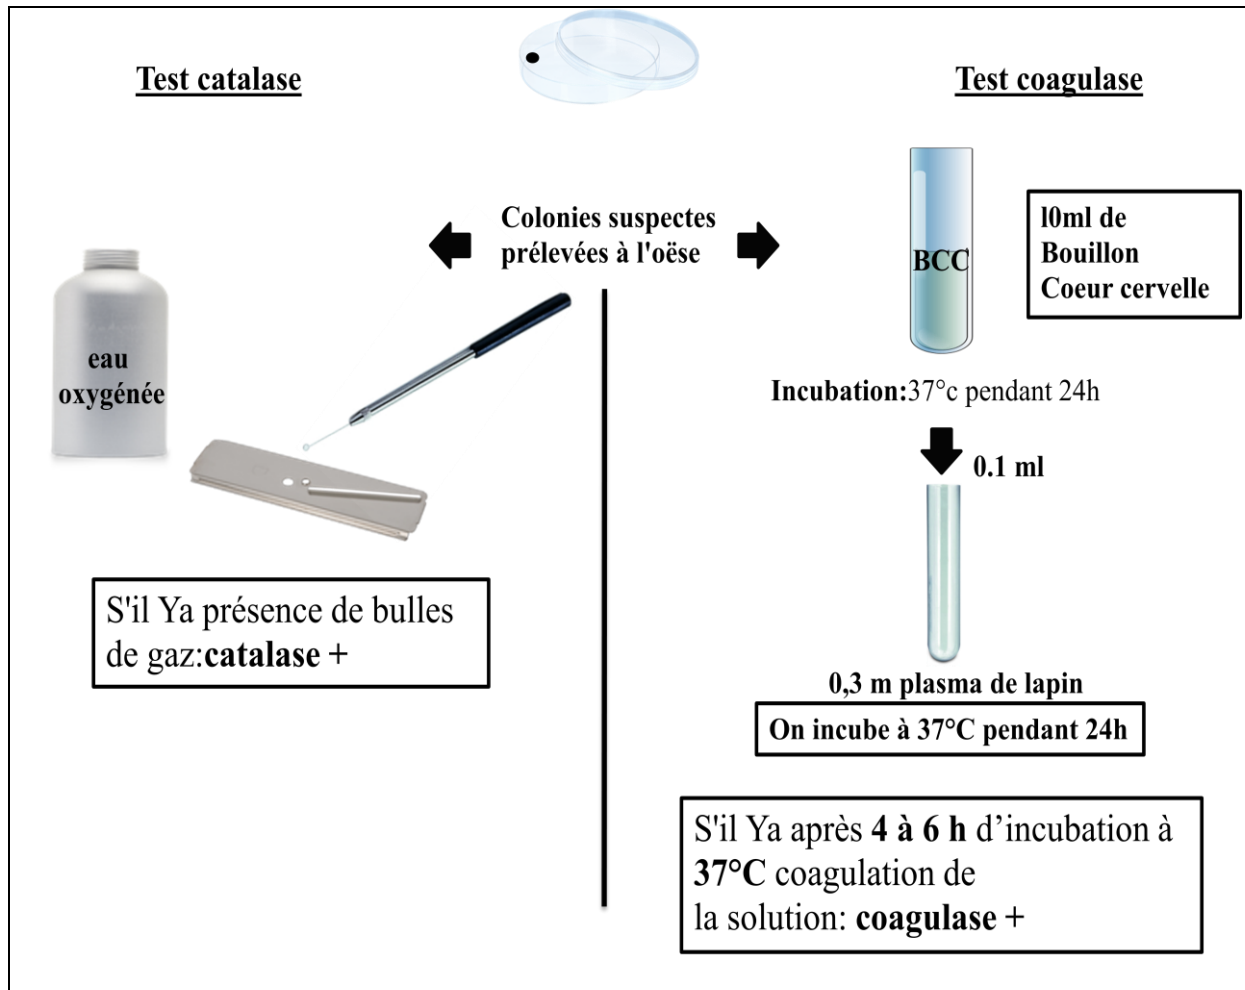 Test catalase
Test coagulase
Colonies suspectes
prélevées à l'oëse
eau
oxygénée
S'il Ya présence de bulles
de gaz:catalase +
BCC
l0ml de
Bouillon
Coeur cervelle
Incubation:37°c pendant 24h
0.1 ml
0,3 m plasma de lapin
On incube à 37°C pendant 24h
S'il Ya après 4 à 6 h d’incubation à
37°C coagulation de
la solution: coagulase +